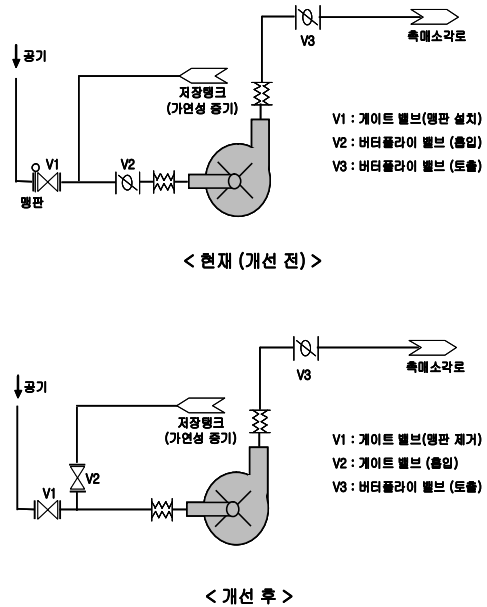 V3
촉매소각로
공기
저장탱크
(가연성 증기)
V1 : 게이트 밸브(맹판 설치)
V2 : 버터플라이 밸브 (흡입)
V3 : 버터플라이 밸브 (토출)
V1
V2
맹판
< 현재 (개선 전) >
V3
촉매소각로
공기
저장탱크
(가연성 증기)
V1 : 게이트 밸브(맹판 제거)
V2 : 게이트 밸브 (흡입)
V3 : 버터플라이 밸브 (토출)
V2
V1
< 개선 후 >